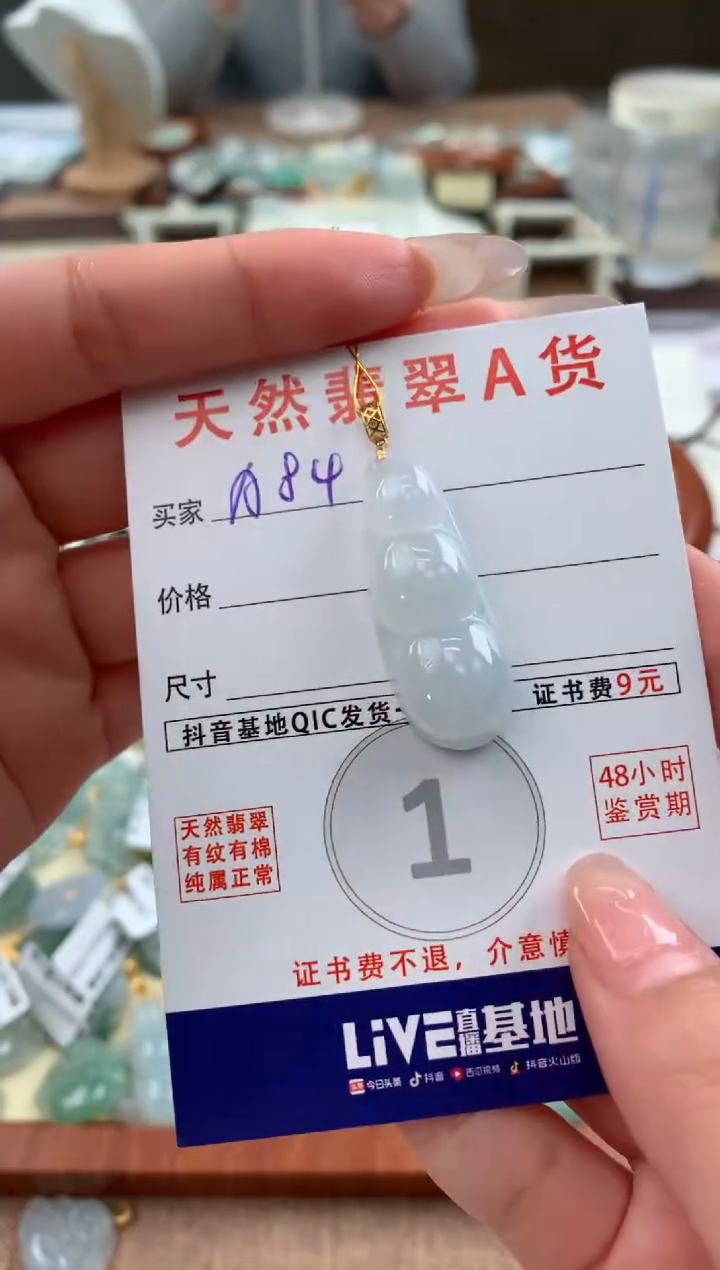 天然翡翠A货
买家 A84
价格
尺寸
抖音基地QIC发货
证书费9元
1
天然翡翠
有纹有棉
纯属正常
48小时
鉴赏期
证书费不退，介意慎
LiVE直播基地
今日头条 抖音 西瓜视频 抖音火山版